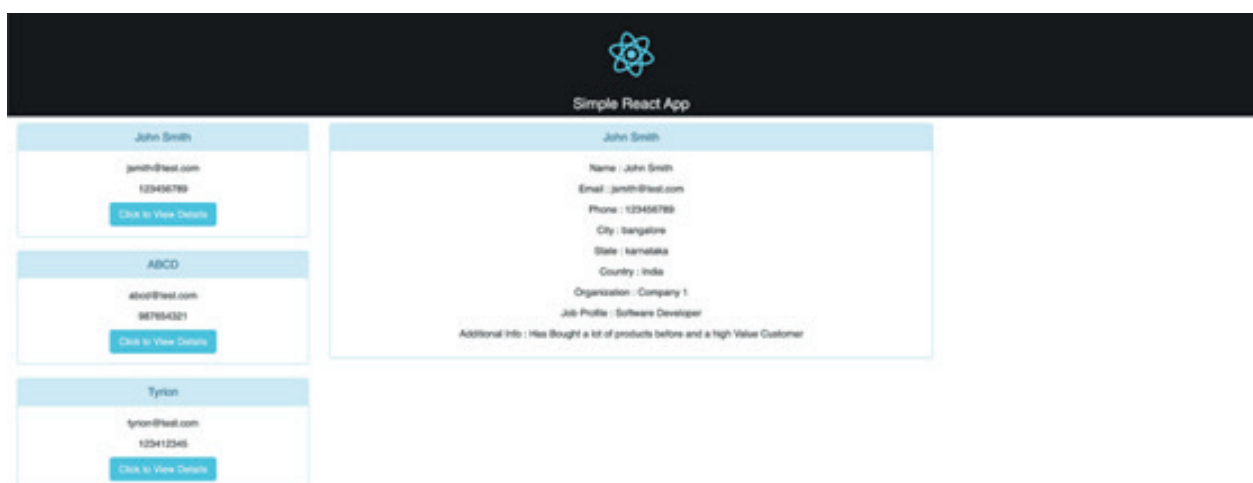 Simple React App
John Smith
jsmith@test.com
123456789
Click to View Details
ABCD
abcd@test.com
987654321
Click to View Details
Tyrion
tyrion@test.com
123412345
Click to View Details
John Smith
Name : John Smith
Email : jsmith@test.com
Phone : 123456789
City : bangalore
State : karnataka
Country : India
Organization : Company 1
Job Profile : Software Developer
Additional Info : Has Bought a lot of products before and a high Value Customer